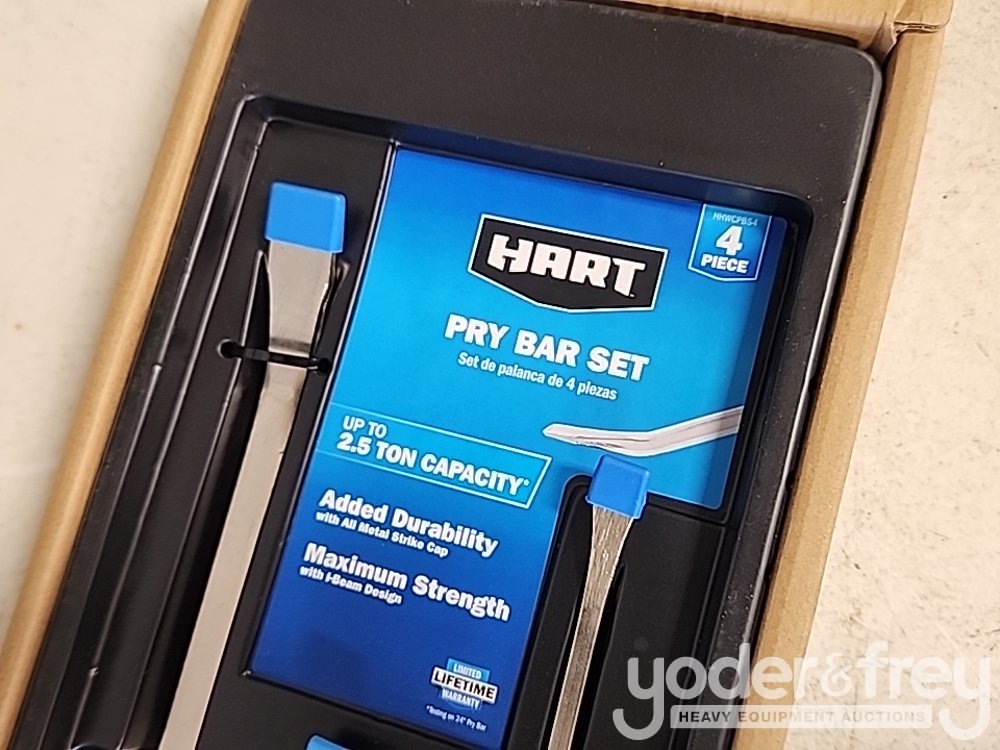 HHWCPBS4
4
PIECE
HART
PRY BAR SET
Set de palanca de 4 piezas
UP TO
2.5 TON CAPACITY*
Added Durability
with All Metal Strike Cap
Maximum Strength
with I-Beam Design
LIMITED
LIFETIME
WARRANTY
*Testing on 24" Pry Bar
yoder&frey
HEAVY EQUIPMENT AUCTIONS